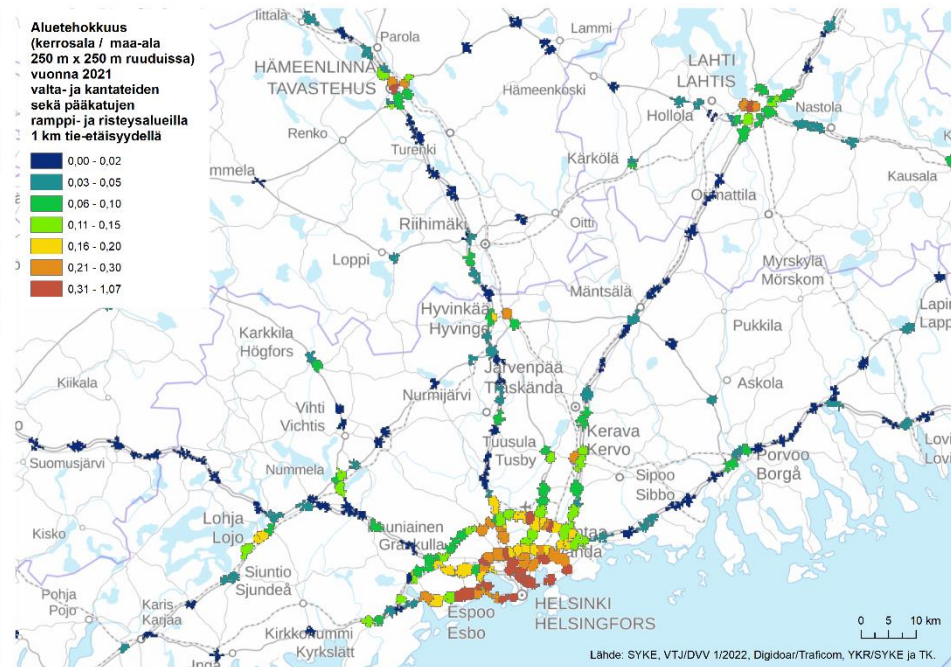 Aluetehokkuus
(kerrosala / maa-ala
250 m x 250 m ruuduissa)
vuonna 2021
valta- ja kantateiden
sekä pääkatujen
ramppi- ja risteysalueilla
1 km tie-etäisyydellä
0,00 - 0,02
0,03 - 0,05
0,06 - 0,10
0,11 - 0,15
0,16 - 0,20
0,21 - 0,30
0,31 - 1,07
Iittala
Parola
Lammi
HÄMEENLINNA
TAVASTEHUS
LAHTI
LAHTIS
Hämeenkoski
Hollola
Nastola
Renko
Turenki
Kärkölä
Kausala
Riihimäki
Oitti
Loppi
Myrskylä
Mörskom
Mäntsälä
Hyvinkää
Hyvinge
Pukkila
Karkkila
Högfors
Järvenpää
Träskända
Kiikala
Nurmijärvi
Askola
Vihti
Vichtis
Kerava
Kervo
Tuusula
Tusby
Porvoo
Borgå
Suomusjärvi
Nummela
Sipoo
Sibbo
Lohja
Lojo
Kisko
Siuntio
Sjundeå
Pohja
Pojo
Karis
Karjaa
Espoo
Esbo
HELSINKI
HELSINGFORS
Kirkkonummi
Kyrkslätt
Inga
0 5 10 km
Lähde: SYKE, VTJ/DVV 1/2022, Digidoar/Traficom, YKR/SYKE ja TK.